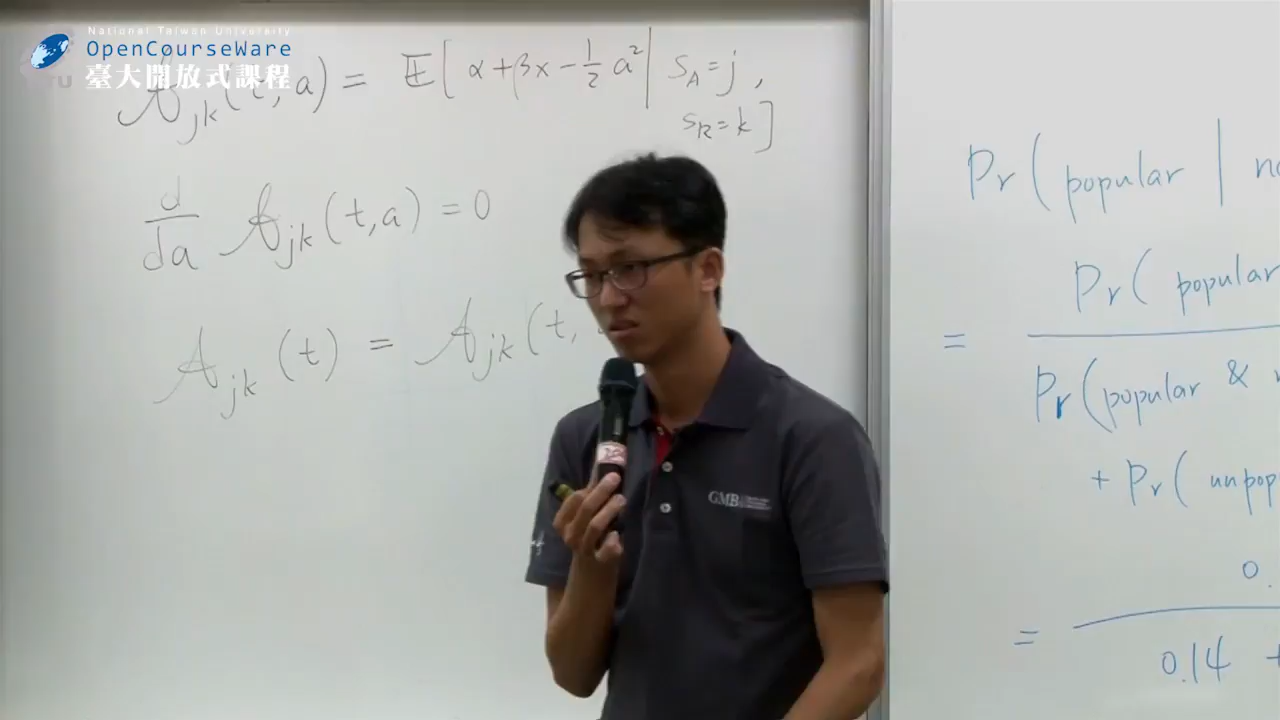 National Taiwan University
OpenCourseWare
臺大開放式課程
A_jk(t,a) = E[ α+βx-1/2 a² | S_A=j,
S_R=k ]
d/da A_jk(t,a) = 0
A_jk(t) = A_jk(t,
GMB
Pr( popular |
Pr( popular
= Pr(popular &
+ Pr( unpop
0.
= 0.14 +